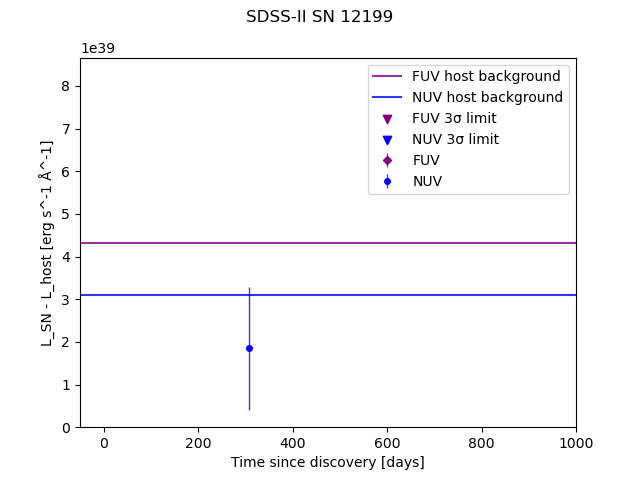 SDSS-II SN 12199
1e39
FUV host background
NUV host background
FUV 3σ limit
NUV 3σ limit
FUV
NUV
8
7
6
5
4
3
2
1
0
L_SN - L_host [erg s^-1 Å^-1]
0 200 400 600 800 1000
Time since discovery [days]